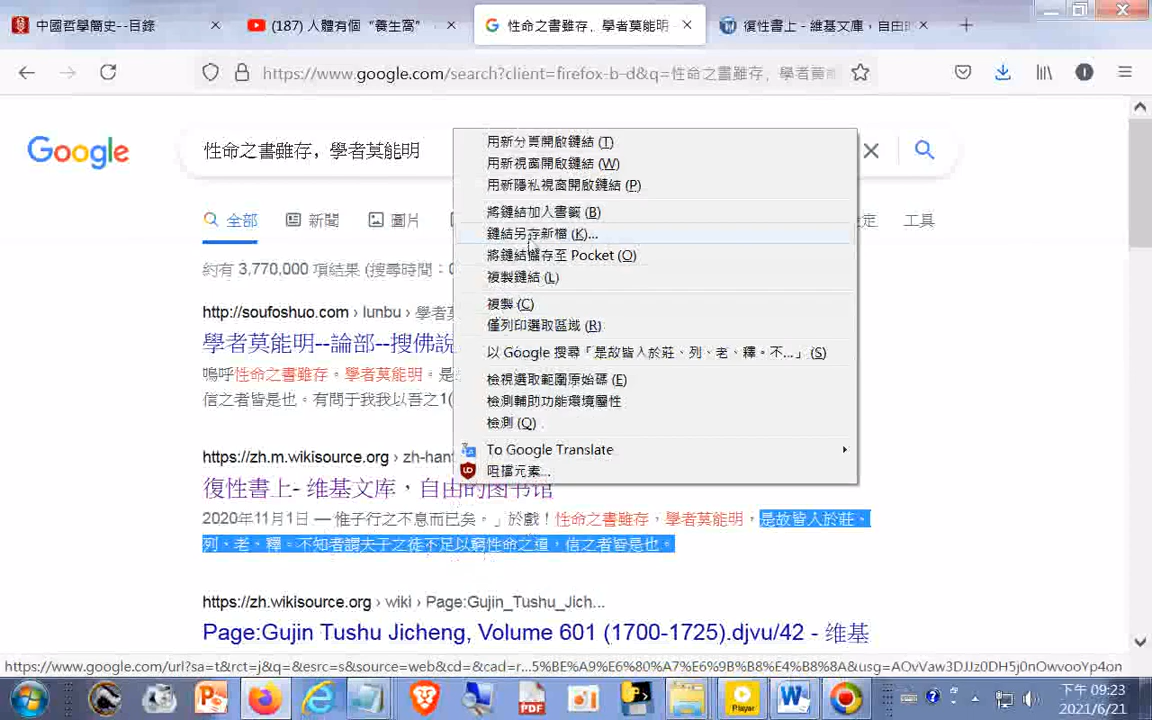 中國哲學簡史--目錄
(187) 人體有個“養生窩”
性命之書雖存，學者莫能明
復性書上 - 维基文庫，自由的
https://www.google.com/search?client=firefox-b-d&q=性命之書雖存，學者莫能
Google
性命之書雖存，學者莫能明
全部
新聞
圖片
工具
約有 3,770,000 項結果 (搜尋時間：0
http://soufoshuo.com › lunbu › 學者莫
學者莫能明--論部--搜佛說
嗚呼性命之書雖存。學者莫能明。是
信之者皆是也。有問于我我以吾之1(
https://zh.m.wikisource.org › zh-hant
復性書上- 维基文库，自由的图书馆
2020年11月1日 — 惟子行之不息而已矣。」於戲！性命之書雖存，學者莫能明，是故皆入於莊、
列、老、釋。不知者謂夫子之徒不足以窮性命之道，信之者皆是也。
https://zh.wikisource.org › wiki › Page:Gujin_Tushu_Jich...
Page:Gujin Tushu Jicheng, Volume 601 (1700-1725).djvu/42 - 维基
用新分頁開啟鏈結 (T)
用新視窗開啟鏈結 (W)
用新隱私視窗開啟鏈結 (P)
將鏈結加入書籤 (B)
鏈結另存新檔 (K)...
將鏈結儲存至 Pocket (O)
複製鏈結 (L)
複製 (C)
僅列印選取區域 (R)
以 Google 搜尋「是故皆入於莊、列、老、釋。不...」 (S)
檢視選取範圍原始碼 (E)
檢測輔助功能環境屬性
檢測 (Q)
To Google Translate
阻擋元素...
https://www.google.com/url?sa=t&rct=j&q=&esrc=s&source=web&cd=&cad=r...5%BE%A9%E6%80%A7%E6%9B%B8%E4%B8%8A&usg=AOvVaw3DJJz0DH5j0nOwvooYp4on
PDF
Player
下午 09:23
2021/6/21